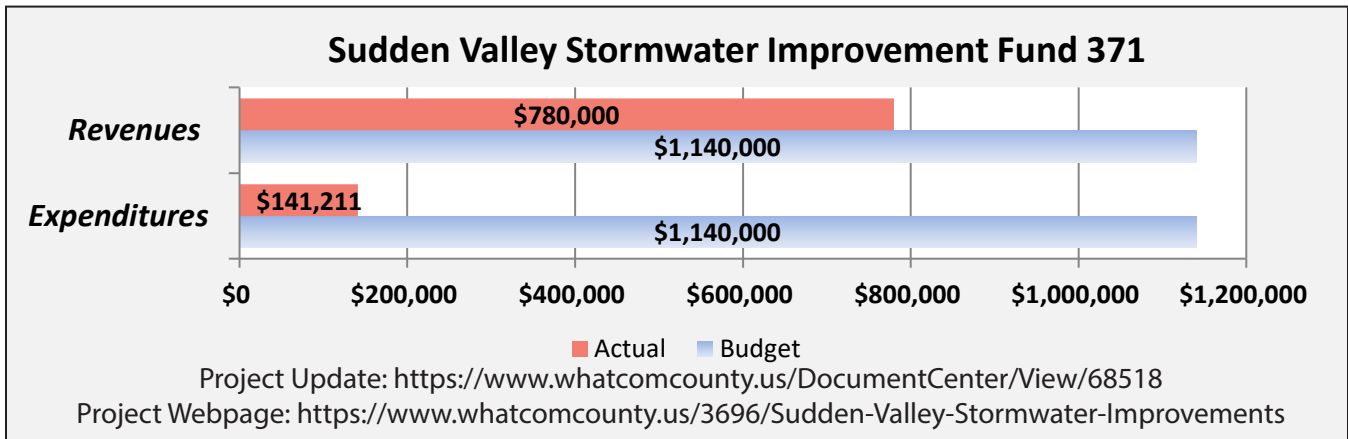 Sudden Valley Stormwater Improvement Fund 371
Revenues
$780,000
$1,140,000
Expenditures
$141,211
$1,140,000
$0 $200,000 $400,000 $600,000 $800,000 $1,000,000 $1,200,000
Actual Budget
Project Update: https://www.whatcomcounty.us/DocumentCenter/View/68518
Project Webpage: https://www.whatcomcounty.us/3696/Sudden-Valley-Stormwater-Improvements